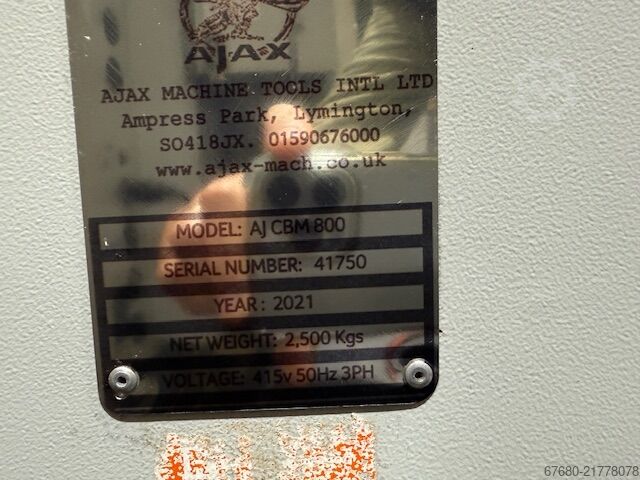 AJAX
AJAX MACHINE TOOLS INTL LTD
Ampress Park, Lymington,
SO418JX. 01590676000
www.ajax-mach.co.uk
MODEL: AJ CBM 800
SERIAL NUMBER: 41750
YEAR: 2021
NET WEIGHT: 2,500 Kgs
VOLTAGE: 415v 50Hz 3PH
67680-21778078